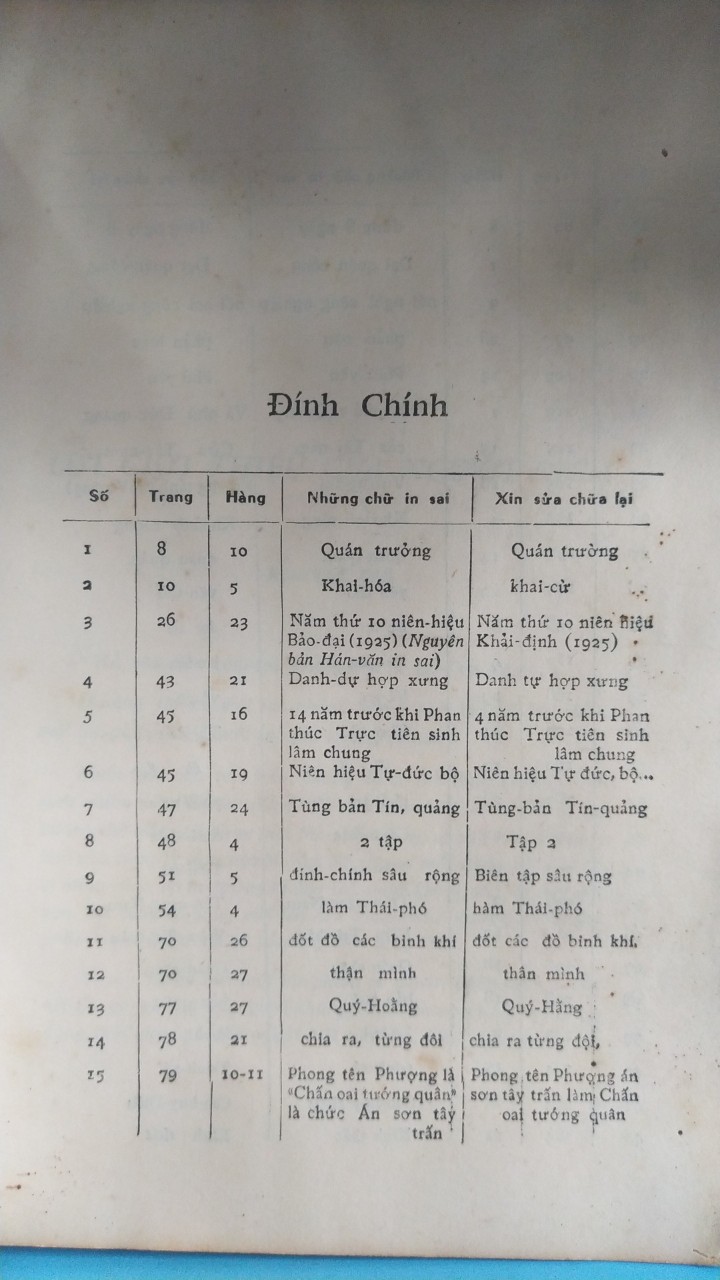 Đính Chính
Số Trang Hàng Những chữ in sai Xin sửa chữa lại
1 8 10 Quán trưởng Quán trường
2 10 5 Khai-hóa khai-cừ
3 26 23 Năm thứ 10 niên-hiệu Năm thứ 10 niên hiệu
Bảo-đại (1925) (Nguyên Khải-định (1925)
bản Hán-văn in sai)
4 43 21 Danh-dự hợp xưng Danh tự hợp xưng
5 45 16 14 năm trước khi Phan 4 năm trước khi Phan
thúc Trực tiên sinh thúc Trực tiên sinh
lâm chung lâm chung
6 45 19 Niên hiệu Tự-đức bộ Niên hiệu Tự đức, bộ...
7 47 24 Tùng bản Tín, quảng Tùng-bản Tín-quảng
8 48 4 2 tập Tập 2
9 51 5 đính-chính sâu rộng Biên tập sâu rộng
10 54 4 làm Thái-phó hàm Thái-phó
11 70 26 đốt đồ các binh khí đốt các đồ binh khí.
12 70 27 thận mình thân mình
13 77 27 Quý-Hoằng Quý-Hằng
14 78 21 chia ra, từng đôi chia ra từng đội,
15 79 10-11 Phong tên Phượng là Phong tên Phượng án
"Chấn oai tướng quân" sơn tây trấn làm Chấn
là chức Án sơn tây oai tướng quân
trấn